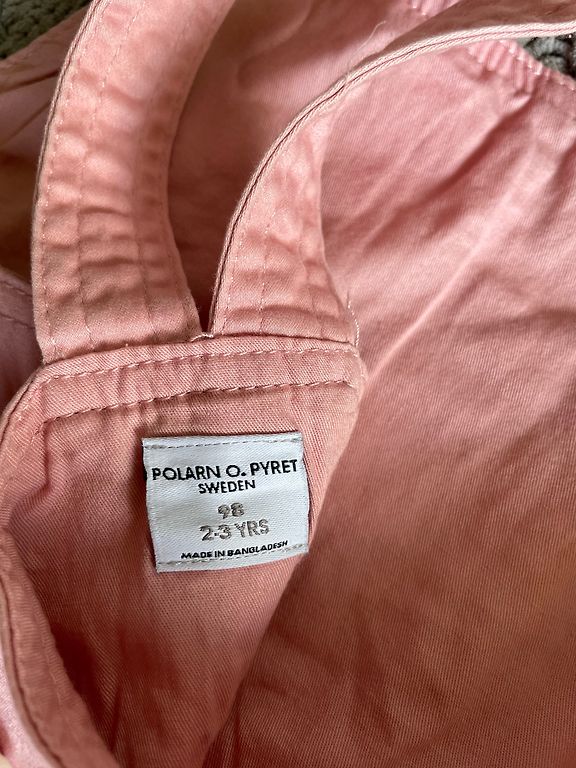 POLARN O. PYRET
SWEDEN
98
2-3 YRS
MADE IN BANGLADESH